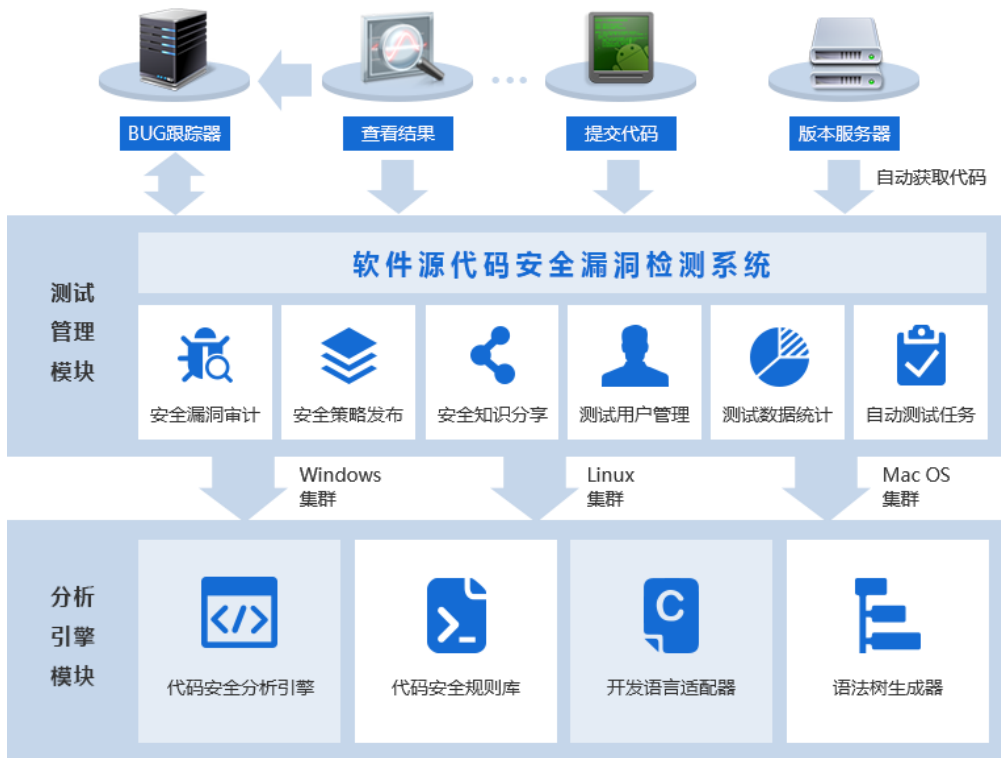 BUG跟踪器
查看结果
提交代码
版本服务器
自动获取代码
测试
管理
模块
软件源代码安全漏洞检测系统
安全漏洞审计
安全策略发布
安全知识分享
测试用户管理
测试数据统计
自动测试任务
Windows
集群
Linux
集群
Mac OS
集群
分析
引擎
模块
代码安全分析引擎
代码安全规则库
C
开发语言适配器
语法树生成器